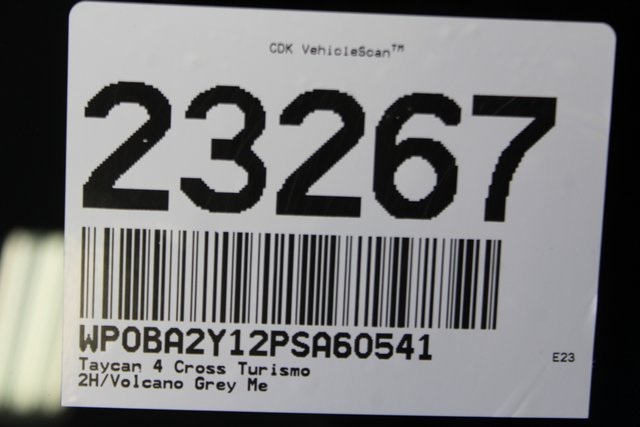 CDK VehicleScan™
23267
WP0BA2Y12PSA60541
Taycan 4 Cross Turismo
2H/Volcano Grey Me
E23